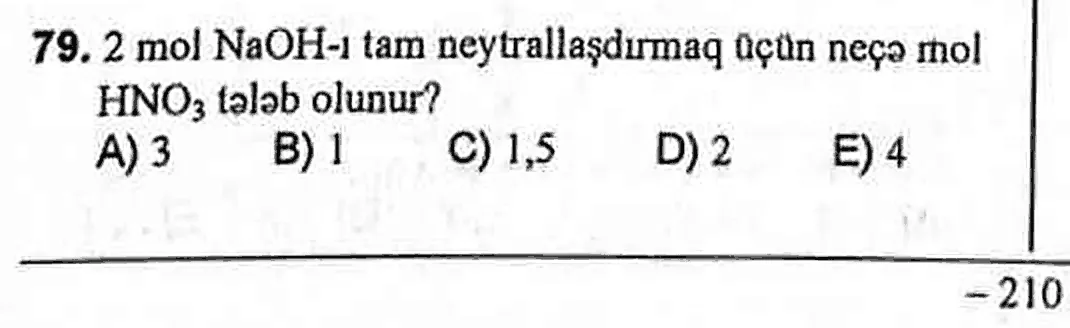 79. 2 mol NaOH-ı tam neytrallaşdırmaq üçün neçə mol
HNO₃ tələb olunur?
A) 3 B) 1 C) 1,5 D) 2 E) 4
– 210